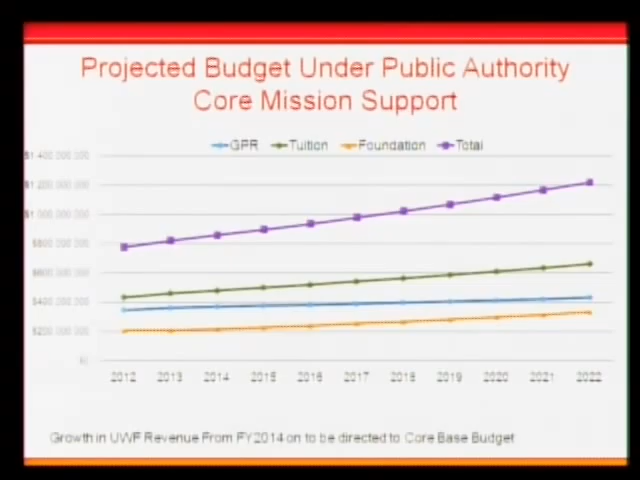 Projected Budget Under Public Authority
Core Mission Support
GPR Tuition Foundation Total
$1 400 000 000
$1 200 000 000
$1 000 000 000
$800 000 000
$600 000 000
$400 000 000
$200 000 000
$0
2012 2013 2014 2015 2016 2017 2018 2019 2020 2021 2022
Growth in UWF Revenue From FY2014 on to be directed to Core Base Budget